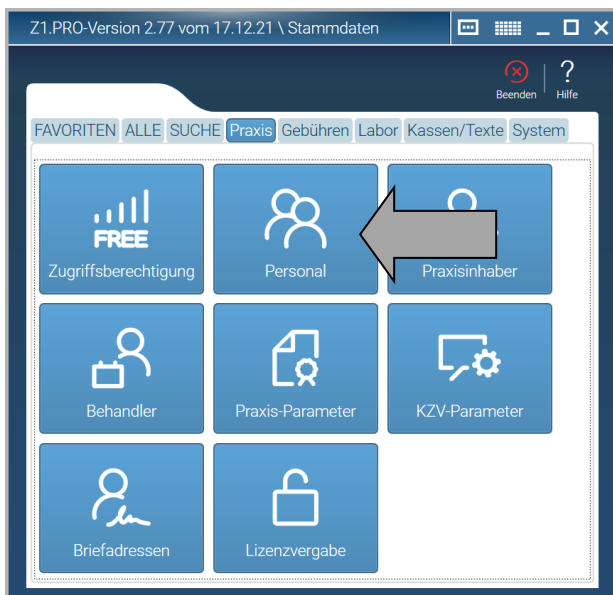 Z1.PRO-Version 2.77 vom 17.12.21 \ Stammdaten
Beenden Hilfe
FAVORITEN ALLE SUCHE Praxis Gebühren Labor Kassen/Texte System
FREE
Zugriffsberechtigung Personal Praxisinhaber
Behandler Praxis-Parameter KZV-Parameter
Briefadressen Lizenzvergabe